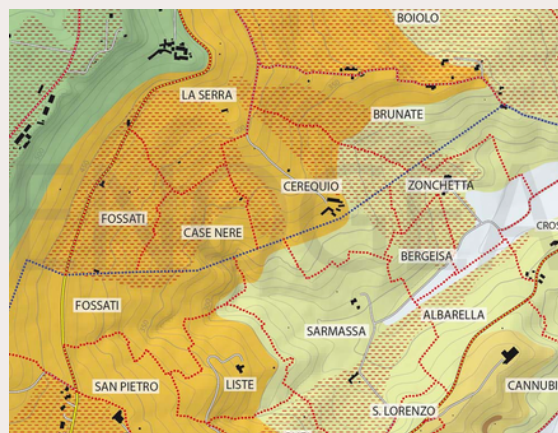 BOIOLO
LA SERRA
BRUNATE
CEREQUIO
ZONCHETTA
FOSSATI
CASE NERE
CROS
BERGEISA
FOSSATI
ALBARELLA
SARMASSA
SAN PIETRO
LISTE
CANNUBI
S. LORENZO